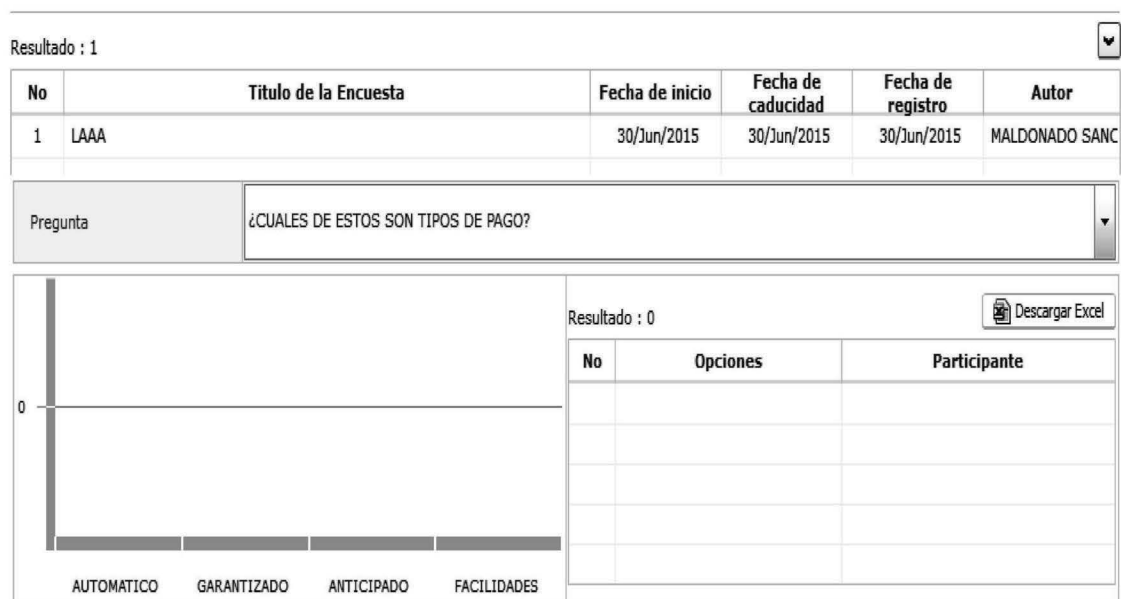 Resultado : 1
No Titulo de la Encuesta Fecha de inicio Fecha de caducidad Fecha de registro Autor
1 LAAA 30/Jun/2015 30/Jun/2015 30/Jun/2015 MALDONADO SANC
Pregunta ¿CUALES DE ESTOS SON TIPOS DE PAGO?
Resultado : 0 Descargar Excel
No Opciones Participante
0
AUTOMATICO GARANTIZADO ANTICIPADO FACILIDADES